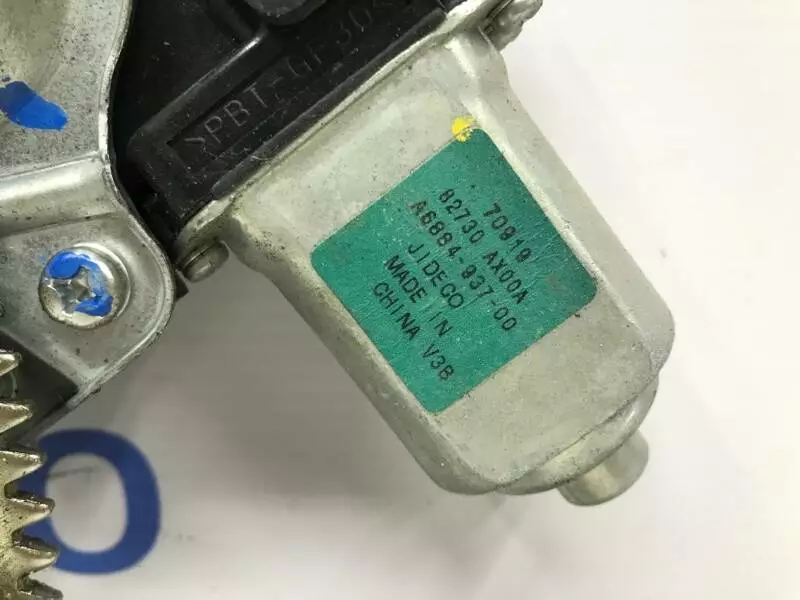 >PBT-GF30<
70919
82730 AX00A
A6884-937-00
JIDECO
MADE IN
CHINA V3B
O